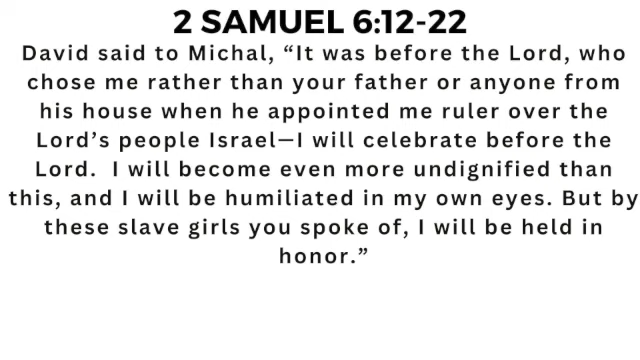 2 SAMUEL 6:12-22
David said to Michal, “It was before the Lord, who
chose me rather than your father or anyone from
his house when he appointed me ruler over the
Lord’s people Israel—I will celebrate before the
Lord.  I will become even more undignified than
this, and I will be humiliated in my own eyes. But by
these slave girls you spoke of, I will be held in
honor.”